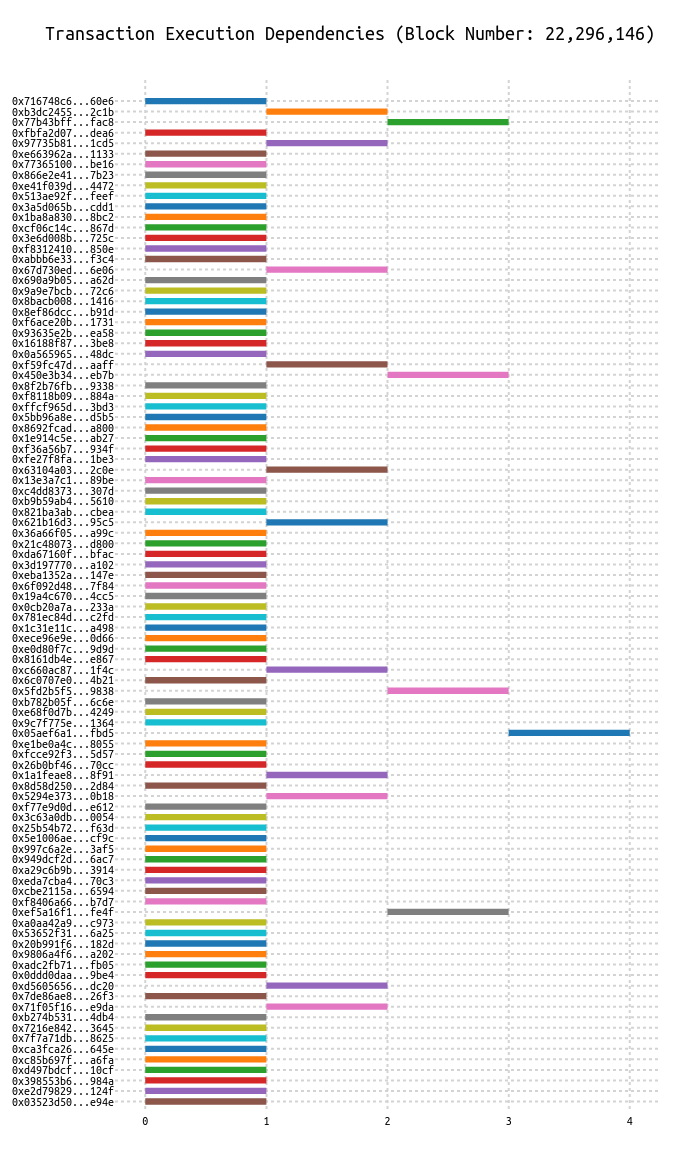 Transaction Execution Dependencies (Block Number: 22,296,146)
0x716748c6...60e6
0xb3dc2455...2c1b
0x77b43bff...fac8
0xfbfa2d07...dea6
0x97735b81...1cd5
0xe663962a...1133
0x77365100...be16
0x866e2e41...7b23
0xe41f039d...4472
0x513ae92f...feef
0x3a5d065b...cdd1
0x1ba8a830...8bc2
0xcf06c14c...867d
0x3e6d008b...725c
0xf8312410...850e
0xabbb6e33...f3c4
0x67d730ed...6e06
0x690a9b05...a62d
0x9a9e7bcb...72c6
0x8bacb008...1416
0x8ef86dcc...b91d
0xf6ace20b...1731
0x93635e2b...ea58
0x16188f87...3be8
0x0a565965...48dc
0xf59fc47d...aaff
0x450e3b34...eb7b
0x8f2b76fb...9338
0xf8118b09...884a
0xffcf965d...3bd3
0x5bb96a8e...d5b5
0x8692fcad...a800
0x1e914c5e...ab27
0xf36a56b7...934f
0xfe27f8fa...1be3
0x63104a03...2c0e
0x13e3a7c1...89be
0xc4dd8373...307d
0xb9b59ab4...5610
0x821ba3ab...cbea
0x621b16d3...95c5
0x36a66f05...a99c
0x21c48073...d800
0xda67160f...bfac
0x3d197770...a102
0xeba1352a...147e
0x6f092d48...7f84
0x19a4c670...4cc5
0x0cb20a7a...233a
0x781ec84d...c2fd
0x1c31e11c...a498
0xece96e9e...0d66
0xe0d80f7c...9d9d
0x8161db4e...e867
0xc660ac87...1f4c
0x6c0707e0...4b21
0x5fd2b5f5...9838
0xb782b05f...6c6e
0xe68f0d7b...4249
0x9c7f775e...1364
0x05aef6a1...fbd5
0xe1be0a4c...8055
0xfcce92f3...5d57
0x26b0bf46...70cc
0x1a1feae8...8f91
0x8d58d250...2d84
0x5294e373...0b18
0xf77e9d0d...e612
0x3c63a0db...0054
0x25b54b72...f63d
0x5e1006ae...cf9c
0x997c6a2e...3af5
0x949dcf2d...6ac7
0xa29c6b9b...3914
0xeda7cba4...70c3
0xcbe2115a...6594
0xf8406a66...b7d7
0xef5a16f1...fe4f
0xa0aa42a9...c973
0x53652f31...6a25
0x20b991f6...182d
0x9806a4f6...a202
0xadc2fb71...fb05
0x0ddd0daa...9be4
0xd5605656...dc20
0x7de86ae8...26f3
0x71f05f16...e9da
0xb274b531...4db4
0x7216e842...3645
0x7f7a71db...8625
0xca3fca26...645e
0xc85b697f...a6fa
0xd497bdcf...10cf
0x398553b6...984a
0xe2d79829...124f
0x03523d50...e94e
0 1 2 3 4